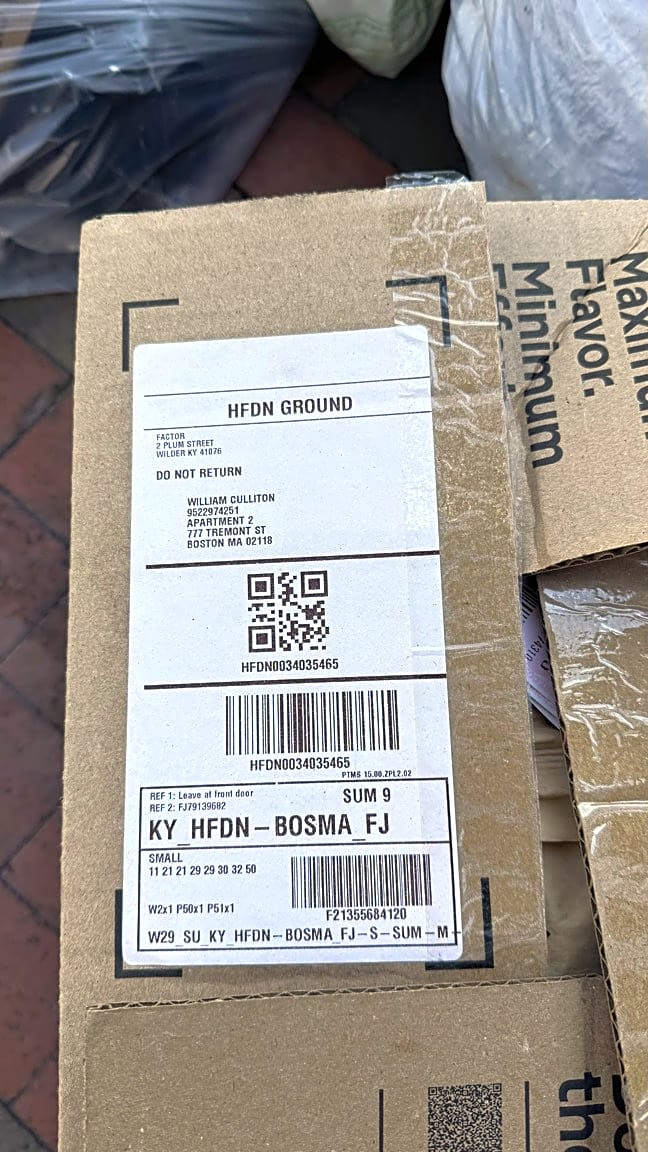 HFDN GROUND
FACTOR
2 PLUM STREET
WILDER KY 41076
DO NOT RETURN
WILLIAM CULLITON
9522974251
APARTMENT 2
777 TREMONT ST
BOSTON MA 02118
HFDN0034035465
HFDN0034035465
PTMS 15.00.ZPL2.02
REF 1: Leave at front door
SUM 9
REF 2: FJ79139682
KY_HFDN-BOSMA_FJ
SMALL
11 21 21 29 29 30 32 50
W2x1 P50x1 P51x1
F21355684120
W29_SU_KY_HFDN-BOSMA_FJ-S-SUM-M-
Flavor.
Minimum